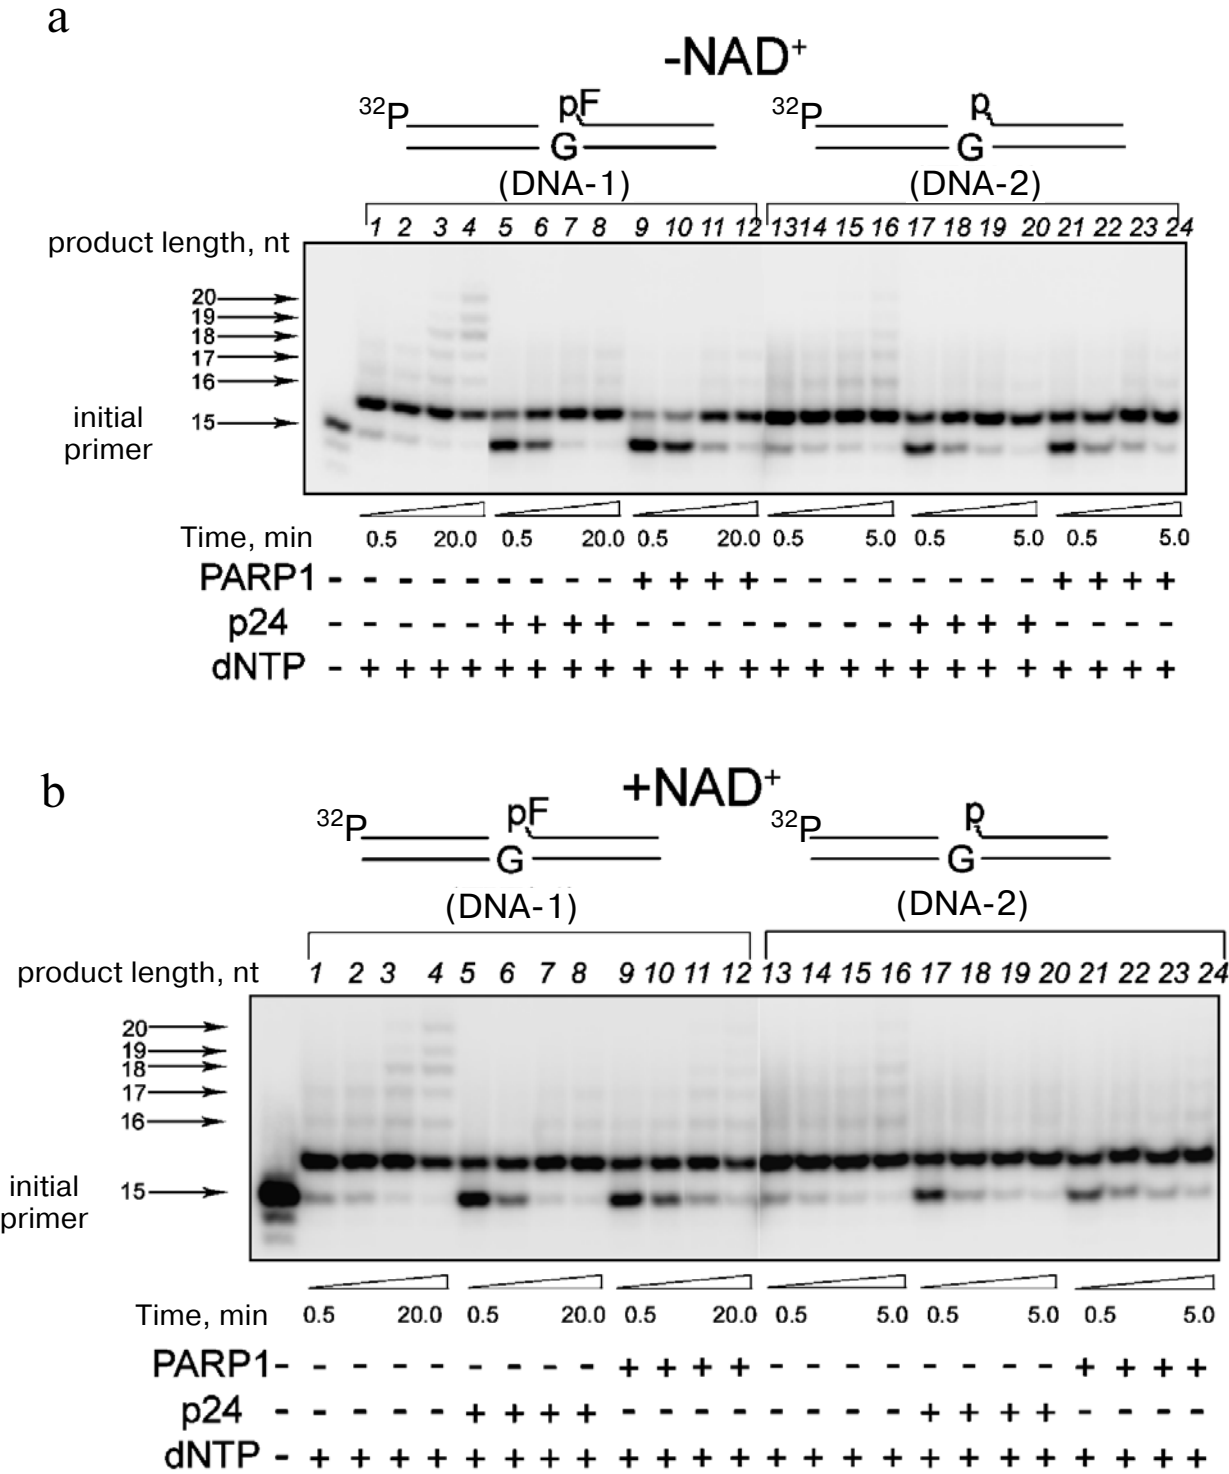 a
-NAD⁺
³²P pF ³²P p
G G
(DNA-1) (DNA-2)
1 2 3 4 5 6 7 8 9 10 11 12 13 14 15 16 17 18 19 20 21 22 23 24
product length, nt
20
19
18
17
16
initial
primer
15
Time, min 0.5 20.0 0.5 20.0 0.5 20.0 0.5 5.0 0.5 5.0 0.5 5.0
PARP1 - - - - - - - - - + + + + - - - - - - - - + + + +
p24 - - - - - + + + + - - - - - - - - + + + + - - - -
dNTP - + + + + + + + + + + + + + + + + + + + + + + + +
b
+NAD⁺
³²P pF ³²P p
G G
(DNA-1) (DNA-2)
product length, nt 1 2 3 4 5 6 7 8 9 10 11 12 13 14 15 16 17 18 19 20 21 22 23 24
20
19
18
17
16
initial
primer
15
Time, min 0.5 20.0 0.5 20.0 0.5 20.0 0.5 5.0 0.5 5.0 0.5 5.0
PARP1 - - - - - - - - - + + + + - - - - - - - - + + + +
p24 - - - - - + + + + - - - - - - - - + + + + - - - -
dNTP - + + + + + + + + + + + + + + + + + + + + + + + +